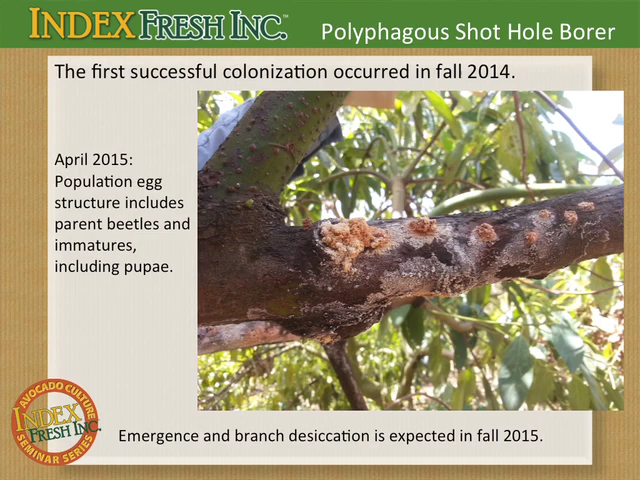 INDEX FRESH INC.™
Polyphagous Shot Hole Borer
The first successful colonization occurred in fall 2014.
April 2015:
Population egg
structure includes
parent beetles and
immatures,
including pupae.
AVOCADO CULTURE
INDEX
FRESH INC.
SEMINAR SERIES
Emergence and branch desiccation is expected in fall 2015.